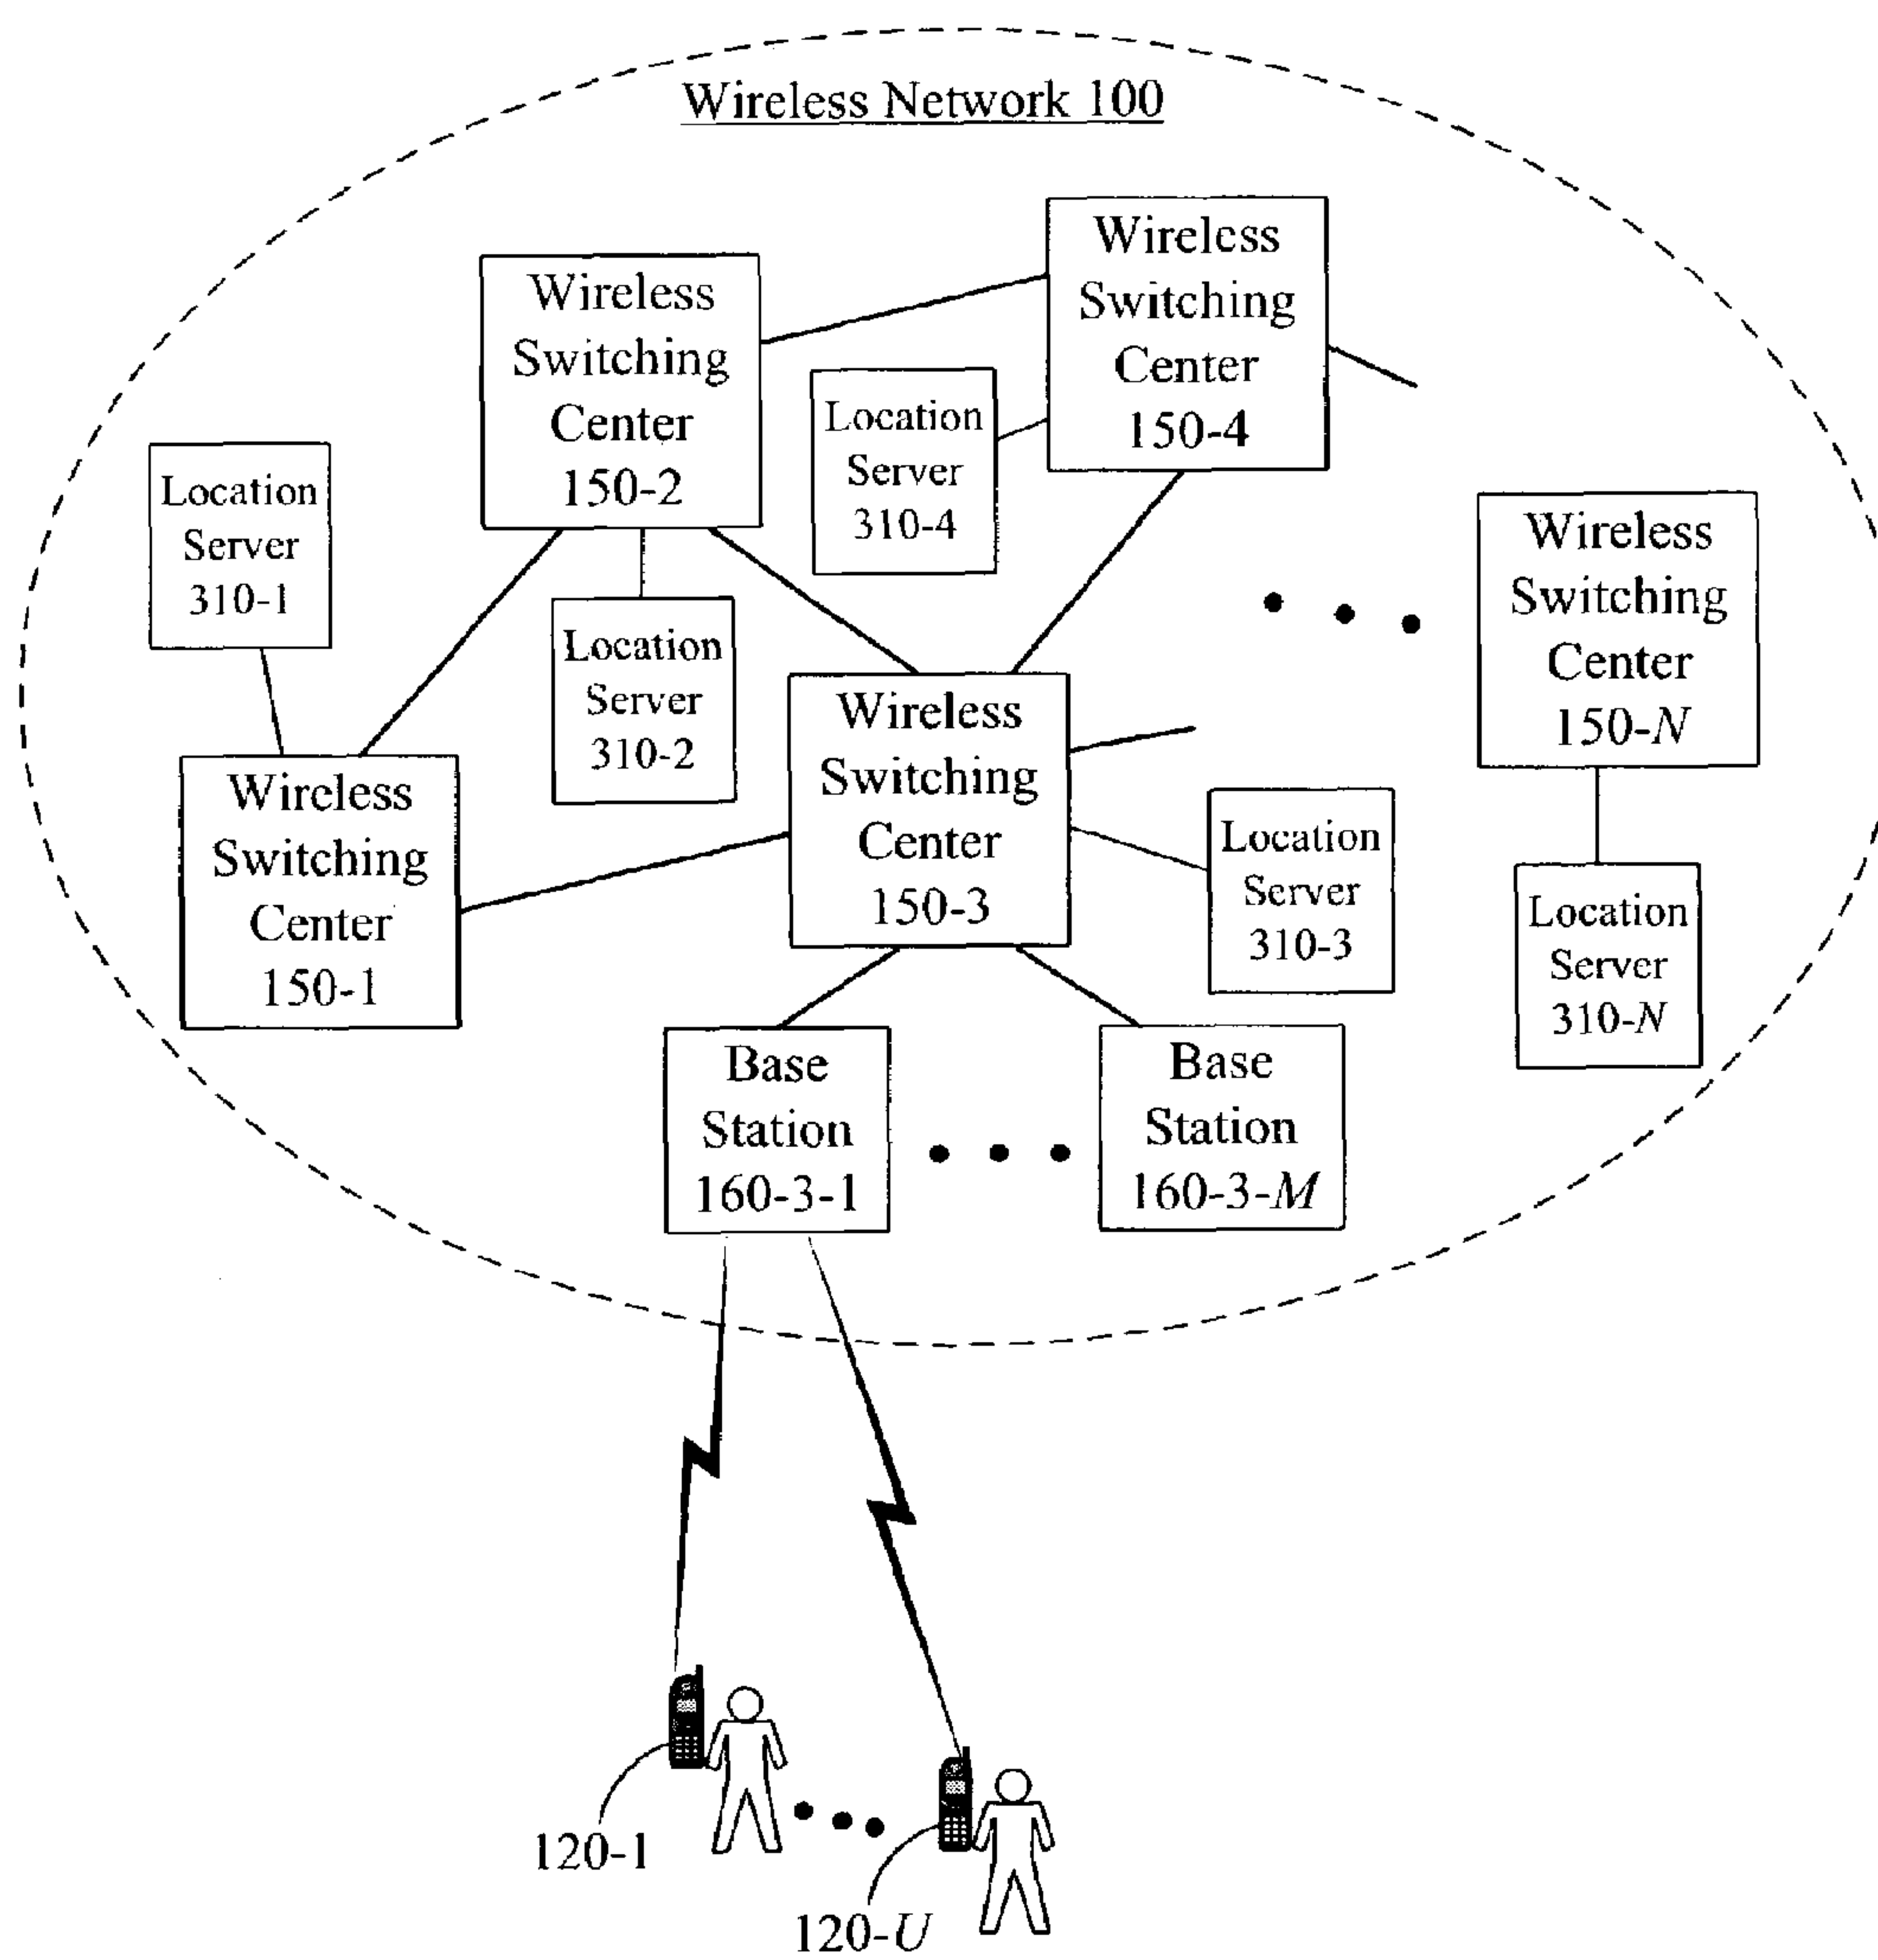 Wireless Network 100
Wireless
Switching
Center
150-4
Wireless
Switching
Center
150-2
Location
Server
310-4
Location
Server
310-1
Wireless
Switching
Center
150-N
Location
Server
310-2
Wireless
Switching
Center
150-3
Wireless
Switching
Center
150-1
Location
Server
310-3
Location
Server
310-N
Base
Station
160-3-1
Base
Station
160-3-M
120-1
120-U